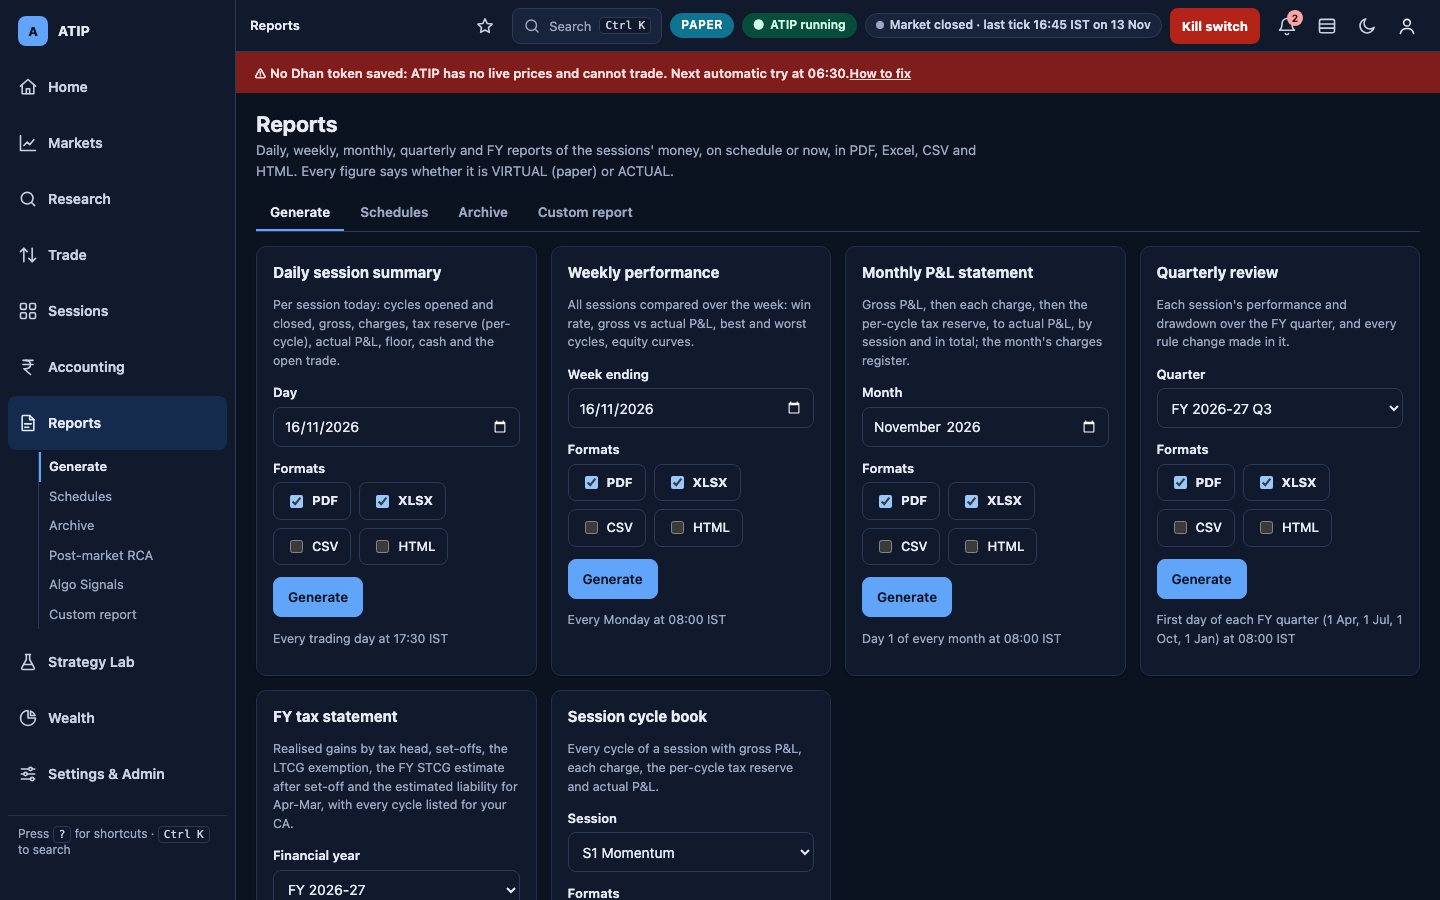 A ATIP
Home
Markets
Research
Trade
Sessions
Accounting
Reports
Generate
Schedules
Archive
Post-market RCA
Algo Signals
Custom report
Strategy Lab
Wealth
Settings & Admin
Press ? for shortcuts · Ctrl K
to search
Reports
Search Ctrl K
PAPER
ATIP running
Market closed · last tick 16:45 IST on 13 Nov
Kill switch
2
No Dhan token saved: ATIP has no live prices and cannot trade. Next automatic try at 06:30.How to fix
Reports
Daily, weekly, monthly, quarterly and FY reports of the sessions' money, on schedule or now, in PDF, Excel, CSV and
HTML. Every figure says whether it is VIRTUAL (paper) or ACTUAL.
Generate Schedules Archive Custom report
Daily session summary
Per session today: cycles opened and
closed, gross, charges, tax reserve (per-
cycle), actual P&L, floor, cash and the
open trade.
Day
16/11/2026
Formats
PDF XLSX
CSV HTML
Generate
Every trading day at 17:30 IST
Weekly performance
All sessions compared over the week: win
rate, gross vs actual P&L, best and worst
cycles, equity curves.
Week ending
16/11/2026
Formats
PDF XLSX
CSV HTML
Generate
Every Monday at 08:00 IST
Monthly P&L statement
Gross P&L, then each charge, then the
per-cycle tax reserve, to actual P&L, by
session and in total; the month's charges
register.
Month
November 2026
Formats
PDF XLSX
CSV HTML
Generate
Day 1 of every month at 08:00 IST
Quarterly review
Each session's performance and
drawdown over the FY quarter, and every
rule change made in it.
Quarter
FY 2026-27 Q3
Formats
PDF XLSX
CSV HTML
Generate
First day of each FY quarter (1 Apr, 1 Jul, 1
Oct, 1 Jan) at 08:00 IST
FY tax statement
Realised gains by tax head, set-offs, the
LTCG exemption, the FY STCG estimate
after set-off and the estimated liability for
Apr-Mar, with every cycle listed for your
CA.
Financial year
FY 2026-27
Session cycle book
Every cycle of a session with gross P&L,
each charge, the per-cycle tax reserve
and actual P&L.
Session
S1 Momentum
Formats